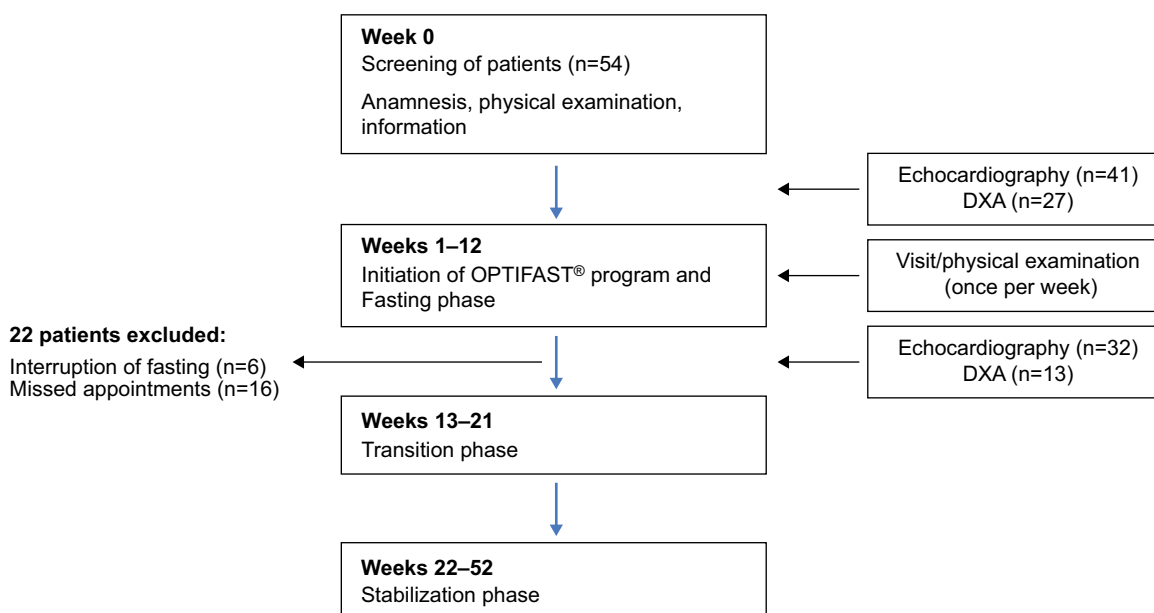 Week 0
Screening of patients (n=54)
Anamnesis, physical examination,
information
Echocardiography (n=41)
DXA (n=27)
Weeks 1–12
Initiation of OPTIFAST® program and
Fasting phase
Visit/physical examination
(once per week)
22 patients excluded:
Interruption of fasting (n=6)
Missed appointments (n=16)
Echocardiography (n=32)
DXA (n=13)
Weeks 13–21
Transition phase
Weeks 22–52
Stabilization phase